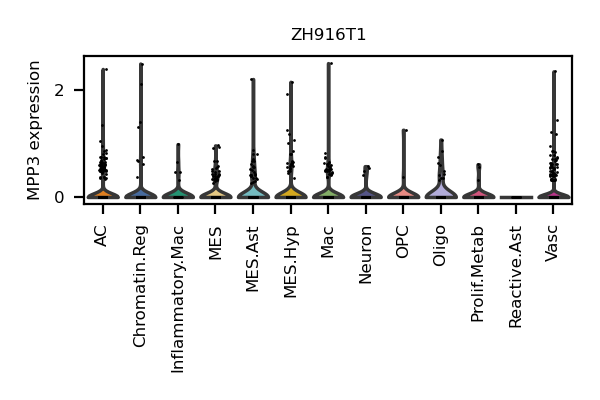 ZH916T1
MPP3 expression
2
0
AC
Chromatin.Reg
Inflammatory.Mac
MES
MES.Ast
MES.Hyp
Mac
Neuron
OPC
Oligo
Prolif.Metab
Reactive.Ast
Vasc